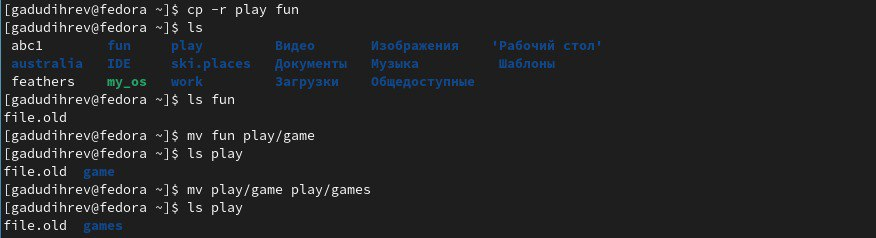 [gadudihrev@fedora ~]$ cp -r play fun
[gadudihrev@fedora ~]$ ls
abc1 fun play Видео Изображения 'Рабочий стол'
australia IDE ski.places Документы Музыка Шаблоны
feathers my_os work Загрузки Общедоступные
[gadudihrev@fedora ~]$ ls fun
file.old
[gadudihrev@fedora ~]$ mv fun play/game
[gadudihrev@fedora ~]$ ls play
file.old game
[gadudihrev@fedora ~]$ mv play/game play/games
[gadudihrev@fedora ~]$ ls play
file.old games